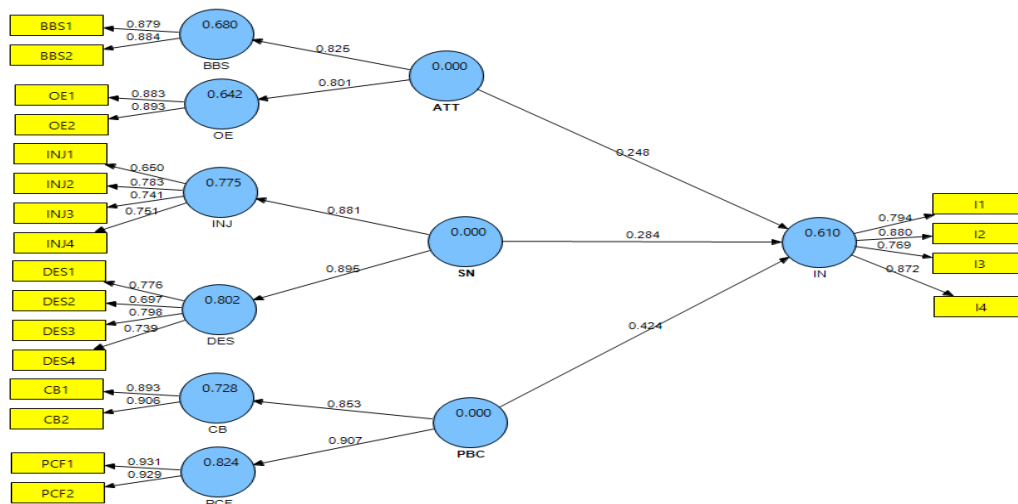 BBS1
0.879
0.680
BBS2
0.884
BBS
0.825
0.000
ATT
OE1
0.883
0.642
0.801
OE2
0.893
OE
0.248
INJ1
0.650
INJ2
0.783
0.775
INJ3
0.741
INJ4
0.751
INJ
0.881
0.000
SN
0.284
0.610
IN
0.794
I1
0.880
I2
0.769
I3
0.872
I4
DES1
0.776
0.895
DES2
0.697
0.802
DES3
0.798
DES4
0.739
DES
0.424
CB1
0.893
0.728
0.853
CB2
0.906
CB
0.000
PBC
0.907
PCF1
0.931
0.824
PCF2
0.929
PCF